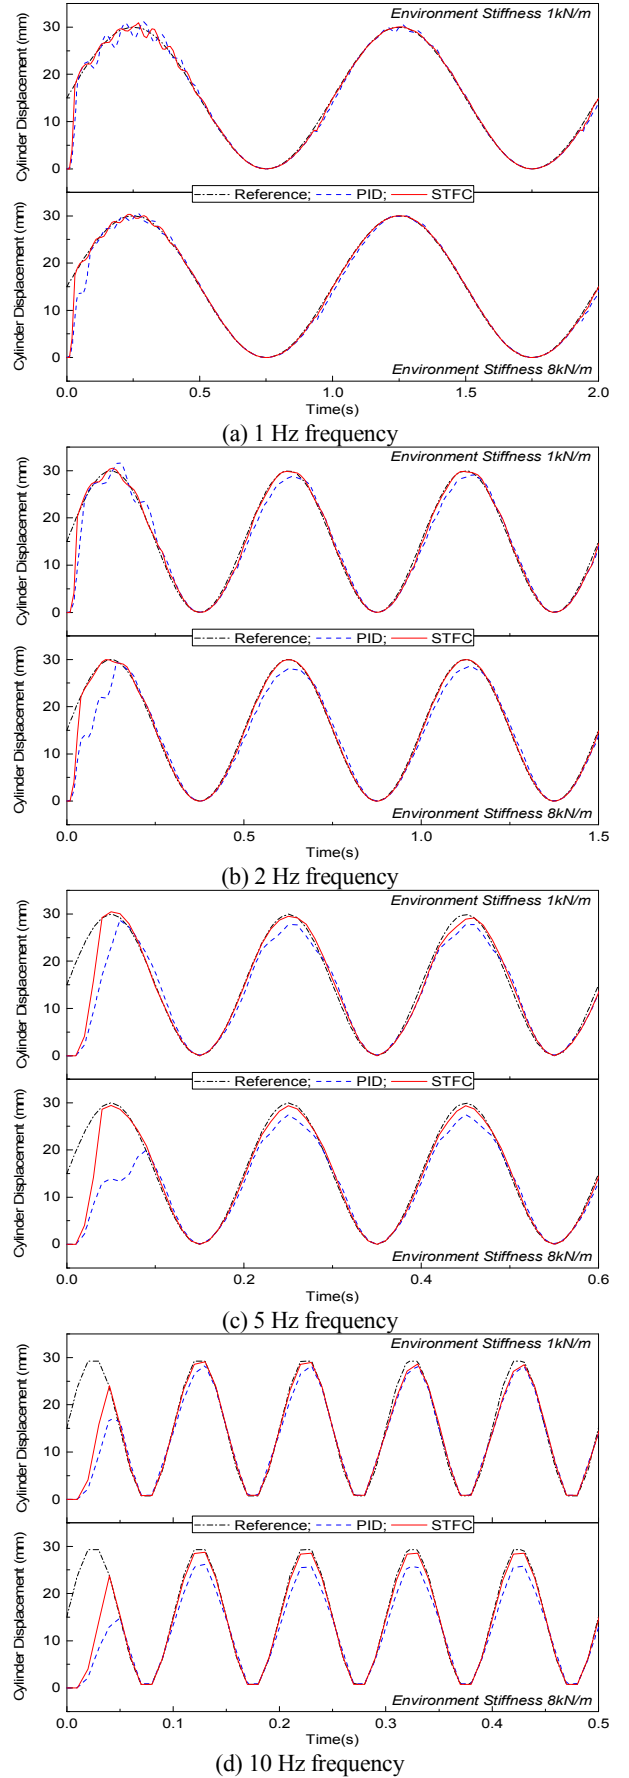 Environment Stiffness 1kN/m
Cylinder Displacement (mm)
30
20
10
0
Reference; PID; STFC
Cylinder Displacement (mm)
30
20
10
0
Environment Stiffness 8kN/m
0.0 0.5 1.0 1.5 2.0
Time(s)
(a) 1 Hz frequency
Environment Stiffness 1kN/m
Cylinder Displacement (mm)
30
20
10
0
Reference; PID; STFC
Cylinder Displacement (mm)
30
20
10
0
Environment Stiffness 8kN/m
0.0 0.5 1.0 1.5
Time(s)
(b) 2 Hz frequency
Environment Stiffness 1kN/m
Cylinder Displacement (mm)
30
20
10
0
Reference; PID; STFC
Cylinder Displacement (mm)
30
20
10
0
Environment Stiffness 8kN/m
0.0 0.2 0.4 0.6
Time(s)
(c) 5 Hz frequency
Environment Stiffness 1kN/m
Cylinder Displacement (mm)
30
20
10
0
Reference; PID; STFC
Cylinder Displacement (mm)
30
20
10
0
Environment Stiffness 8kN/m
0.0 0.1 0.2 0.3 0.4 0.5
Time(s)
(d) 10 Hz frequency